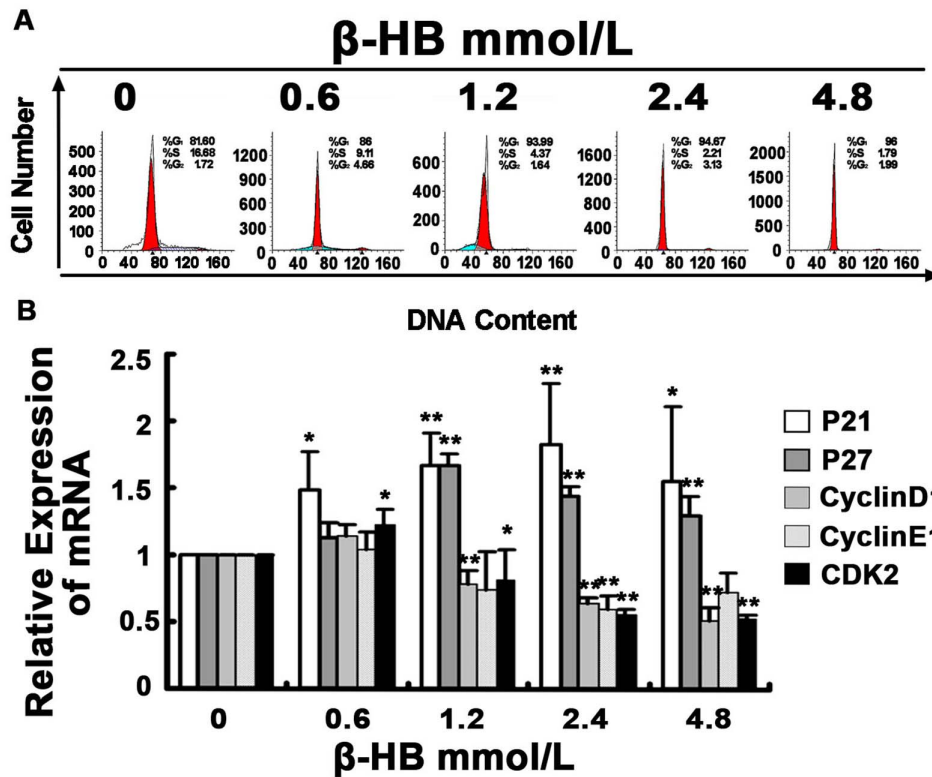 A
β-HB mmol/L
0 0.6 1.2 2.4 4.8
Cell Number
%G₁ 81.60
%S 16.68
%G₂ 1.72
500
400
300
200
100
0
0 40 80 120 160
%G₁ 86
%S 9.11
%G₂ 4.66
1200
900
600
300
0
0 40 80 120 160
%G₁ 93.99
%S 4.37
%G₂ 1.64
600
400
200
0
0 40 80 120 160
%G₁ 94.67
%S 2.21
%G₂ 3.13
1600
1200
800
400
0
0 40 80 120 160
%G₁ 96
%S 1.79
%G₂ 1.99
2000
1600
1200
800
400
0
0 40 80 120 160
DNA Content
B
Relative Expression
of mRNA
2.5
2
1.5
1
0.5
0
* *
** ** ** *
** ** ** ** **
* ** ** **
P21
P27
CyclinD1
CyclinE1
CDK2
0 0.6 1.2 2.4 4.8
β-HB mmol/L